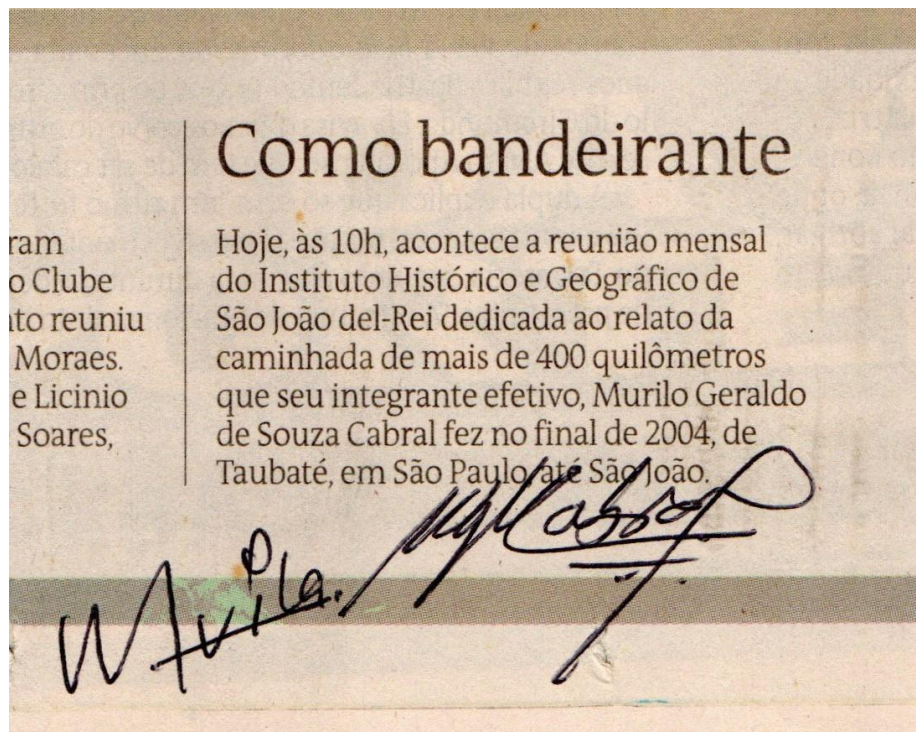 Como bandeirante
ram
o Clube
nto reuniu
Moraes.
e Licinio
Soares,
Hoje, às 10h, acontece a reunião mensal
do Instituto Histórico e Geográfico de
São João del-Rei dedicada ao relato da
caminhada de mais de 400 quilômetros
que seu integrante efetivo, Murilo Geraldo
de Souza Cabral fez no final de 2004, de
Taubaté, em São Paulo, até São João.
Cabral